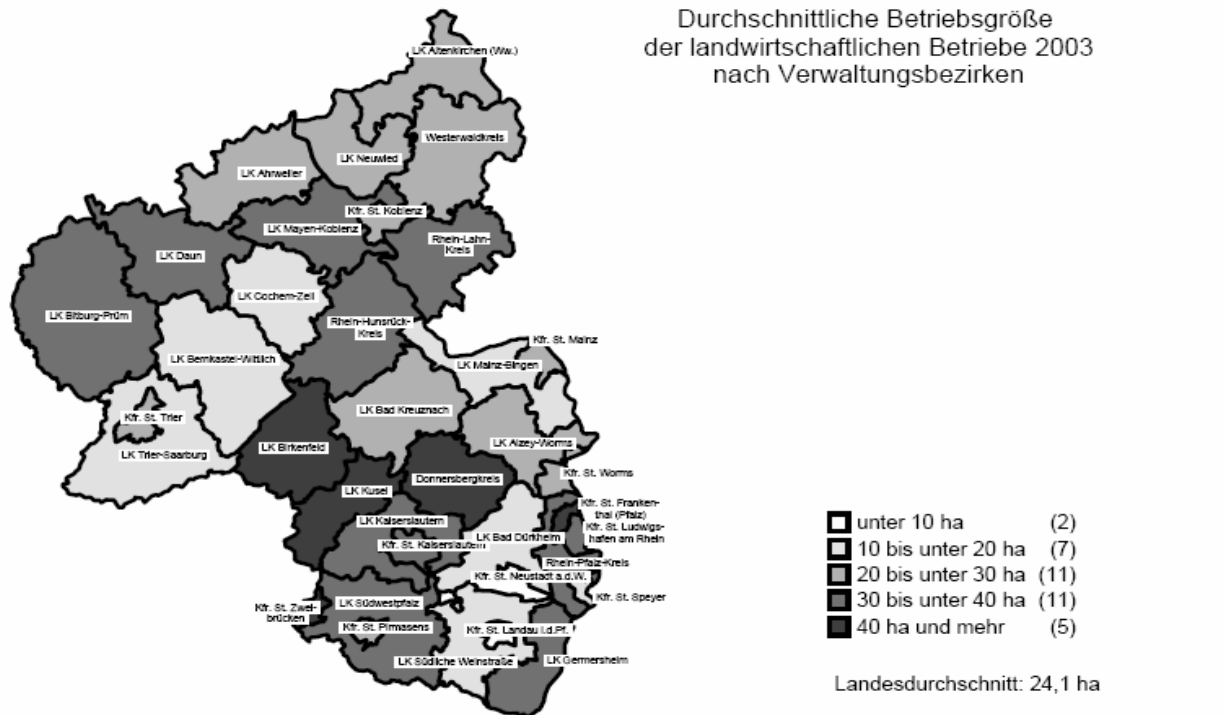 Durchschnittliche Betriebsgröße
der landwirtschaftlichen Betriebe 2003
nach Verwaltungsbezirken
LK Altenkirchen (Ww.)
Westerwaldkreis
LK Neuwied
LK Ahrweiler
Kfr. St. Koblenz
LK Mayen-Koblenz
Rhein-Lahn-
Kreis
LK Daun
LK Cochem-Zell
LK Bitburg-Prüm
Rhein-Hunsrück-
Kreis
Kfr. St. Mainz
LK Bernkastel-Wittlich
LK Mainz-Bingen
LK Bad Kreuznach
Kfr. St. Trier
LK Alzey-Worms
LK Birkenfeld
LK Trier-Saarburg
Kfr. St. Worms
Donnersbergkreis
LK Kusel
Kfr. St. Franken-
thal (Pfalz)
LK Kaiserslautern
Kfr. St. Ludwigs-
hafen am Rhein
LK Bad Dürkheim
Kfr. St. Kaiserslautern
Rhein-Pfalz-Kreis
Kfr. St. Neustadt a.d.W.
Kfr. St. Speyer
LK Südwestpfalz
Kfr. St. Zwei-
brücken
Kfr. St. Pirmasens
Kfr. St. Landau i.d.Pf.
LK Südliche Weinstraße
LK Germersheim
unter 10 ha (2)
10 bis unter 20 ha (7)
20 bis unter 30 ha (11)
30 bis unter 40 ha (11)
40 ha und mehr (5)
Landesdurchschnitt: 24,1 ha